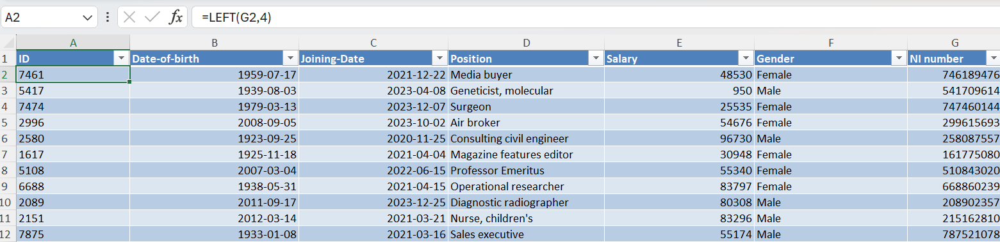 A2 fx =LEFT(G2,4)
A B C D E F G
1 ID Date-of-birth Joining-Date Position Salary Gender NI number
2 7461 1959-07-17 2021-12-22 Media buyer 48530 Female 746189476
3 5417 1939-08-03 2023-04-08 Geneticist, molecular 950 Male 541709614
4 7474 1979-03-13 2023-12-07 Surgeon 25535 Female 747460144
5 2996 2008-09-05 2023-10-02 Air broker 54676 Female 299615693
6 2580 1923-09-25 2020-11-25 Consulting civil engineer 96730 Male 258087557
7 1617 1925-11-18 2021-04-04 Magazine features editor 30948 Female 161775080
8 5108 2007-03-04 2022-06-15 Professor Emeritus 55340 Female 510843020
9 6688 1938-05-31 2021-04-15 Operational researcher 83797 Female 668860239
10 2089 2011-09-17 2023-12-25 Diagnostic radiographer 80308 Male 208902357
11 2151 2012-03-14 2021-03-21 Nurse, children's 83296 Male 215162810
12 7875 1933-01-08 2021-03-16 Sales executive 55174 Male 787521078